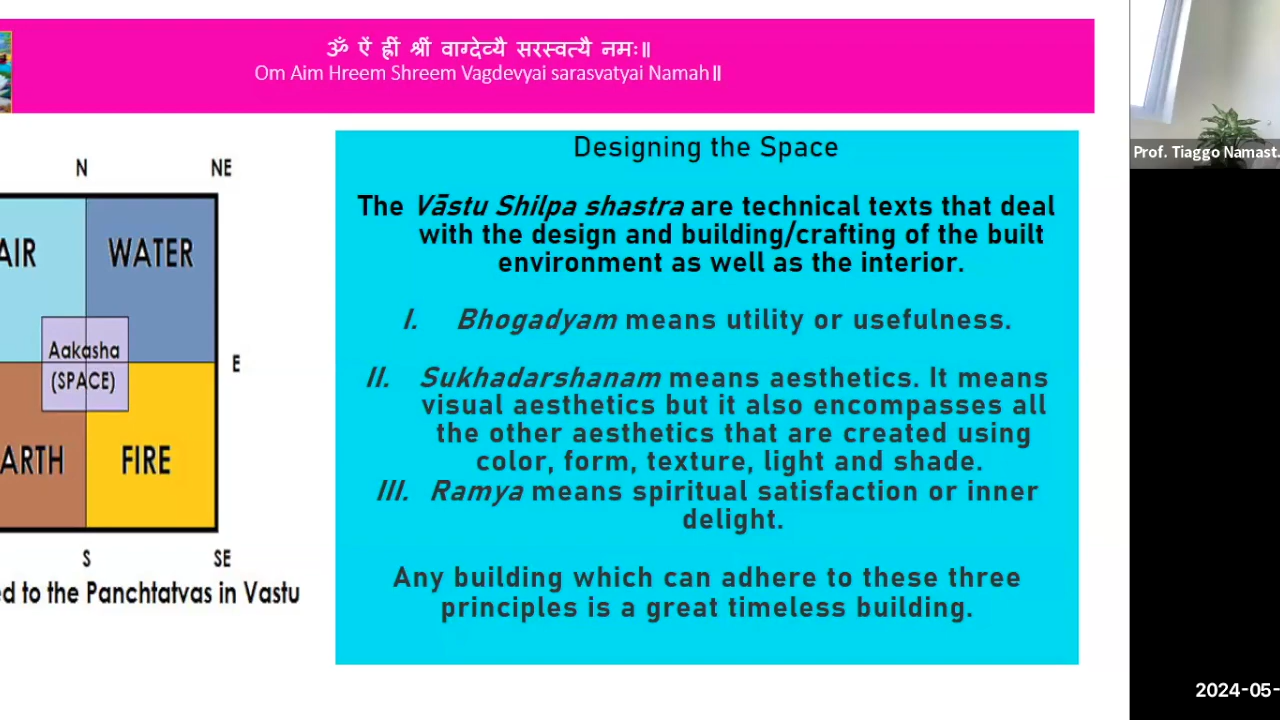 ॐ ऐं ह्रीं श्रीं वाग्देव्यै सरस्वत्यै नमः॥
Om Aim Hreem Shreem Vagdevyai sarasvatyai Namah॥
Prof. Tiaggo Namast.
N
NE
AIR
WATER
Aakasha
(SPACE)
E
ARTH
FIRE
S
SE
ed to the Panchtatvas in Vastu
Designing the Space
The Vāstu Shilpa shastra are technical texts that deal
with the design and building/crafting of the built
environment as well as the interior.
I. Bhogadyam means utility or usefulness.
II. Sukhadarshanam means aesthetics. It means
visual aesthetics but it also encompasses all
the other aesthetics that are created using
color, form, texture, light and shade.
III. Ramya means spiritual satisfaction or inner
delight.
Any building which can adhere to these three
principles is a great timeless building.
2024-05-